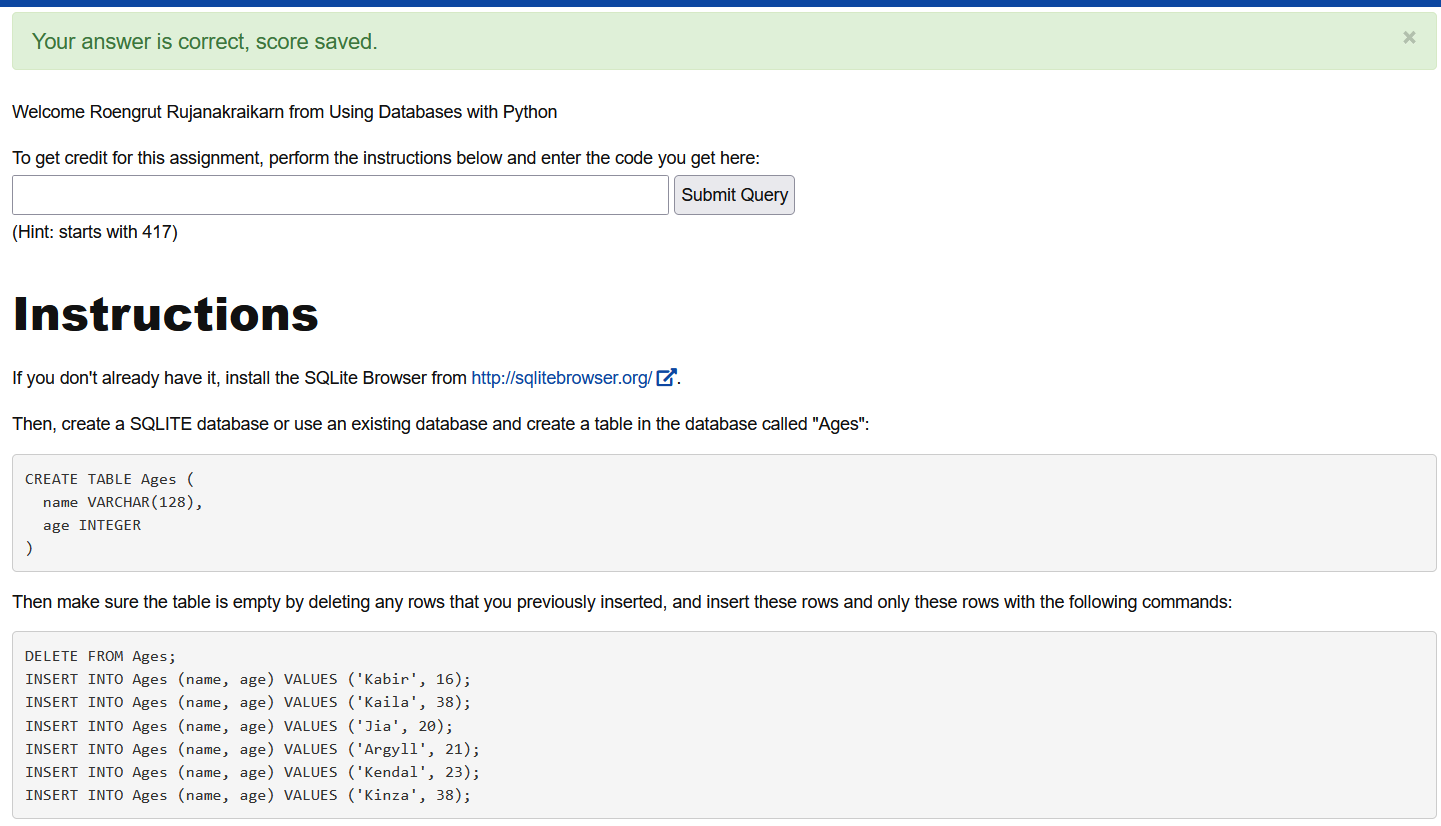 Your answer is correct, score saved.
×
Welcome Roengrut Rujanakraikarn from Using Databases with Python
To get credit for this assignment, perform the instructions below and enter the code you get here:
Submit Query
(Hint: starts with 417)
Instructions
If you don't already have it, install the SQLite Browser from http://sqlitebrowser.org/.
Then, create a SQLITE database or use an existing database and create a table in the database called "Ages":
CREATE TABLE Ages (
  name VARCHAR(128),
  age INTEGER
)
Then make sure the table is empty by deleting any rows that you previously inserted, and insert these rows and only these rows with the following commands:
DELETE FROM Ages;
INSERT INTO Ages (name, age) VALUES ('Kabir', 16);
INSERT INTO Ages (name, age) VALUES ('Kaila', 38);
INSERT INTO Ages (name, age) VALUES ('Jia', 20);
INSERT INTO Ages (name, age) VALUES ('Argyll', 21);
INSERT INTO Ages (name, age) VALUES ('Kendal', 23);
INSERT INTO Ages (name, age) VALUES ('Kinza', 38);